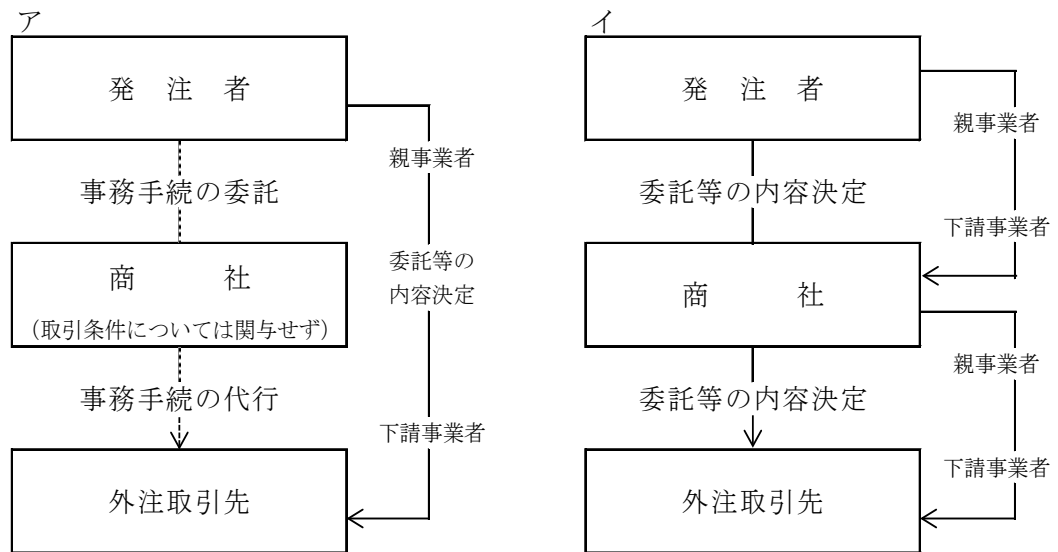 ア
発　注　者
親事業者
事務手続の委託
委託等の
内容決定
商　　　社
（取引条件については関与せず）
事務手続の代行
下請事業者
外注取引先
イ
発　注　者
親事業者
委託等の内容決定
下請事業者
商　　　社
親事業者
委託等の内容決定
下請事業者
外注取引先